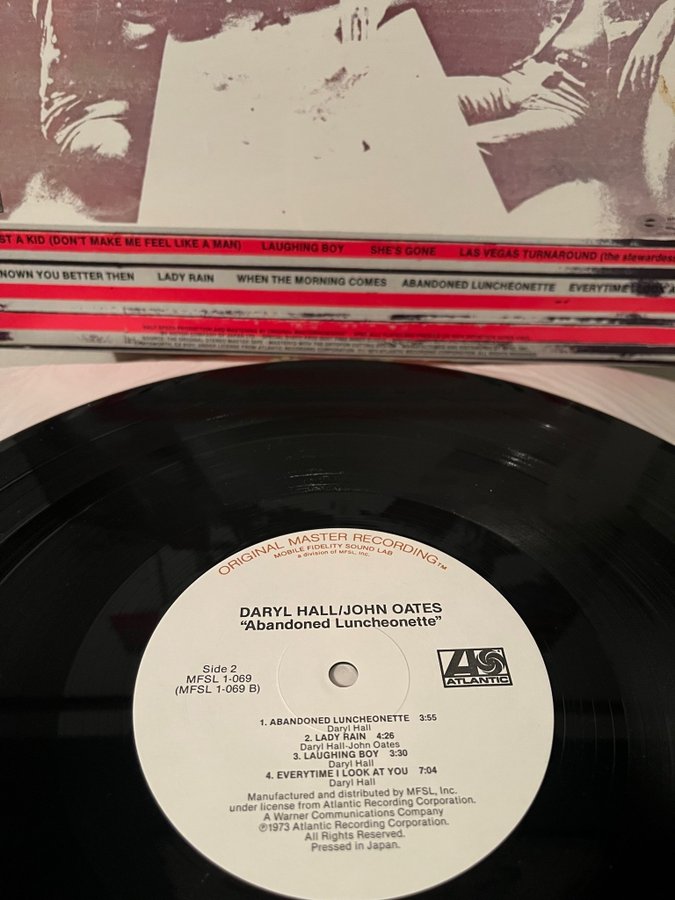 ST A KID (DON'T MAKE ME FEEL LIKE A MAN) LAUGHING BOY SHE'S GONE LAS VEGAS TURNAROUND (the stewardess
NOWN YOU BETTER THEN LADY RAIN WHEN THE MORNING COMES ABANDONED LUNCHEONETTE EVERYTIME I LOOK A
ORIGINAL MASTER RECORDING™
MOBILE FIDELITY SOUND LAB
a division of MFSL, Inc.
DARYL HALL/JOHN OATES
"Abandoned Luncheonette"
Side 2
MFSL 1-069
(MFSL 1-069 B)
ATLANTIC
1. ABANDONED LUNCHEONETTE 3:55
Daryl Hall
2. LADY RAIN 4:26
Daryl Hall-John Oates
3. LAUGHING BOY 3:30
Daryl Hall
4. EVERYTIME I LOOK AT YOU 7:04
Daryl Hall
Manufactured and distributed by MFSL, Inc.
under license from Atlantic Recording Corporation.
A Warner Communications Company
℗1973 Atlantic Recording Corporation.
All Rights Reserved.
Pressed in Japan.